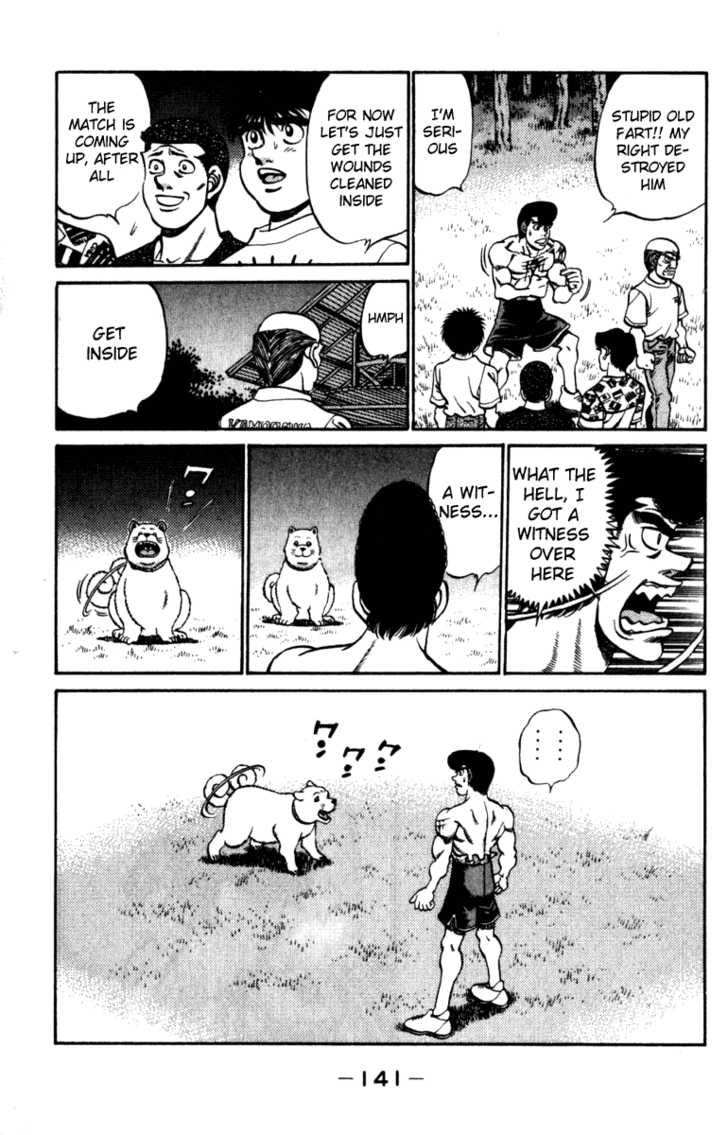 STUPID OLD
FART!! MY
RIGHT DE-
STROYED
HIM
I'M
SERI-
OUS
FOR NOW
LET'S JUST
GET THE
WOUNDS
CLEANED
INSIDE
THE
MATCH IS
COMING
UP, AFTER
ALL
HMPH
GET
INSIDE
WHAT THE
HELL, I
GOT A
WITNESS
OVER
HERE
A WIT-
NESS...
- 141 -